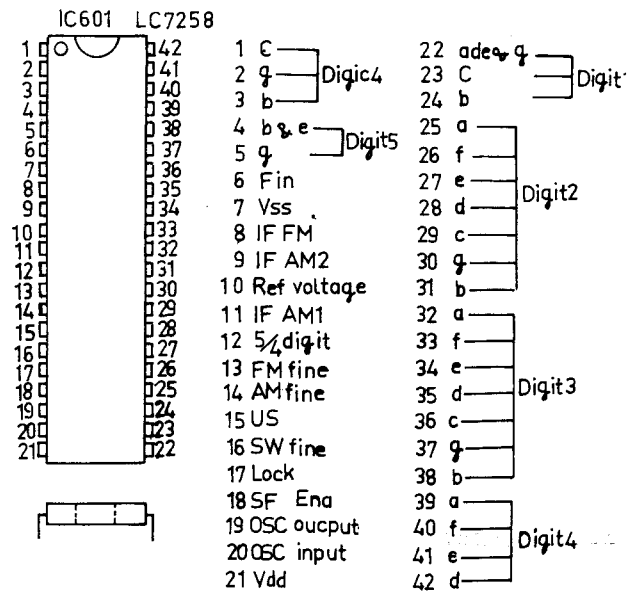 IC601 LC7258
1 42
2 41
3 40
4 39
5 38
6 37
7 36
8 35
9 34
10 33
11 32
12 31
13 30
14 29
15 28
16 27
17 26
18 25
19 24
20 23
21 22
1 C
2 g
3 b
Digic4
4 b & e
5 g
Digit5
6 Fin
7 Vss
8 IF FM
9 IF AM2
10 Ref voltage
11 IF AM1
12 5/4 digit
13 FM fine
14 AM fine
15 US
16 SW fine
17 Lock
18 SF Ena
19 OSC oucput
20 OSC input
21 Vdd
22 ade& g
23 C
24 b
Digit1
25 a
26 f
27 e
28 d
29 c
30 g
31 b
Digit2
32 a
33 f
34 e
35 d
36 c
37 g
38 b
Digit3
39 a
40 f
41 e
42 d
Digit4